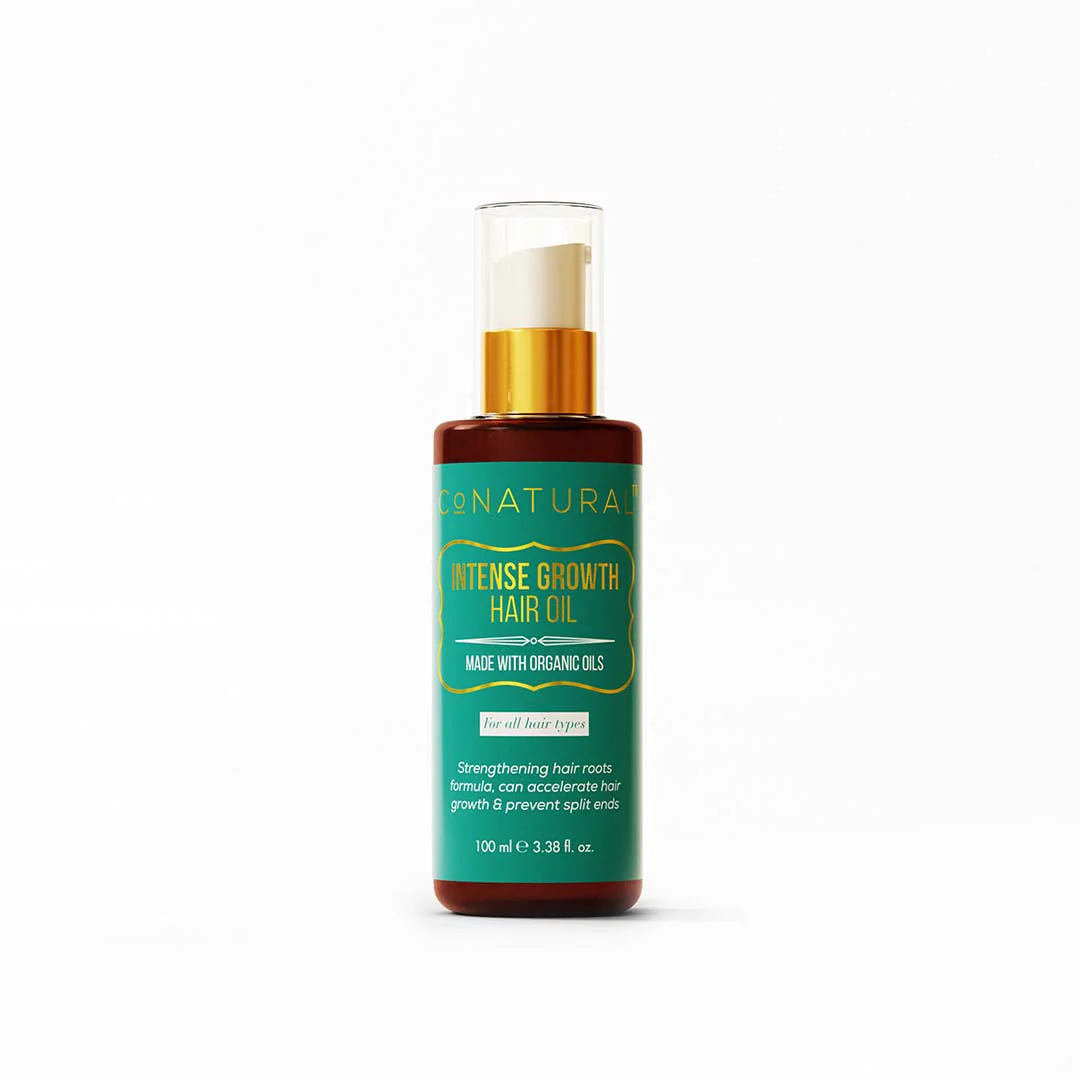 CoNATURAL™
INTENSE GROWTH
HAIR OIL
MADE WITH ORGANIC OILS
For all hair types
Strengthening hair roots
formula, can accelerate hair
growth & prevent split ends
100 ml ℮ 3.38 fl. oz.